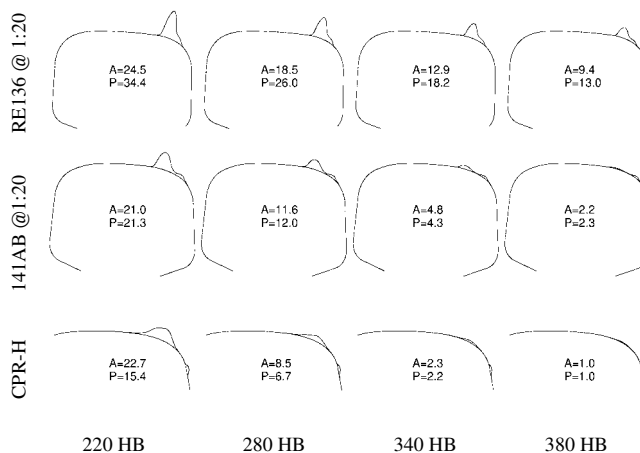 RE136 @ 1:20
A=24.5
P=34.4
A=18.5
P=26.0
A=12.9
P=18.2
A=9.4
P=13.0
141AB @1:20
A=21.0
P=21.3
A=11.6
P=12.0
A=4.8
P=4.3
A=2.2
P=2.3
CPR-H
A=22.7
P=15.4
A=8.5
P=6.7
A=2.3
P=2.2
A=1.0
P=1.0
220 HB
280 HB
340 HB
380 HB